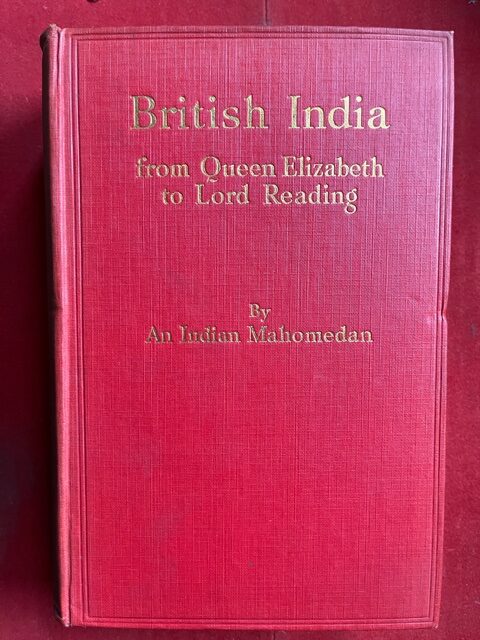 British India
from Queen Elizabeth
to Lord Reading
By
An Indian Mahomedan